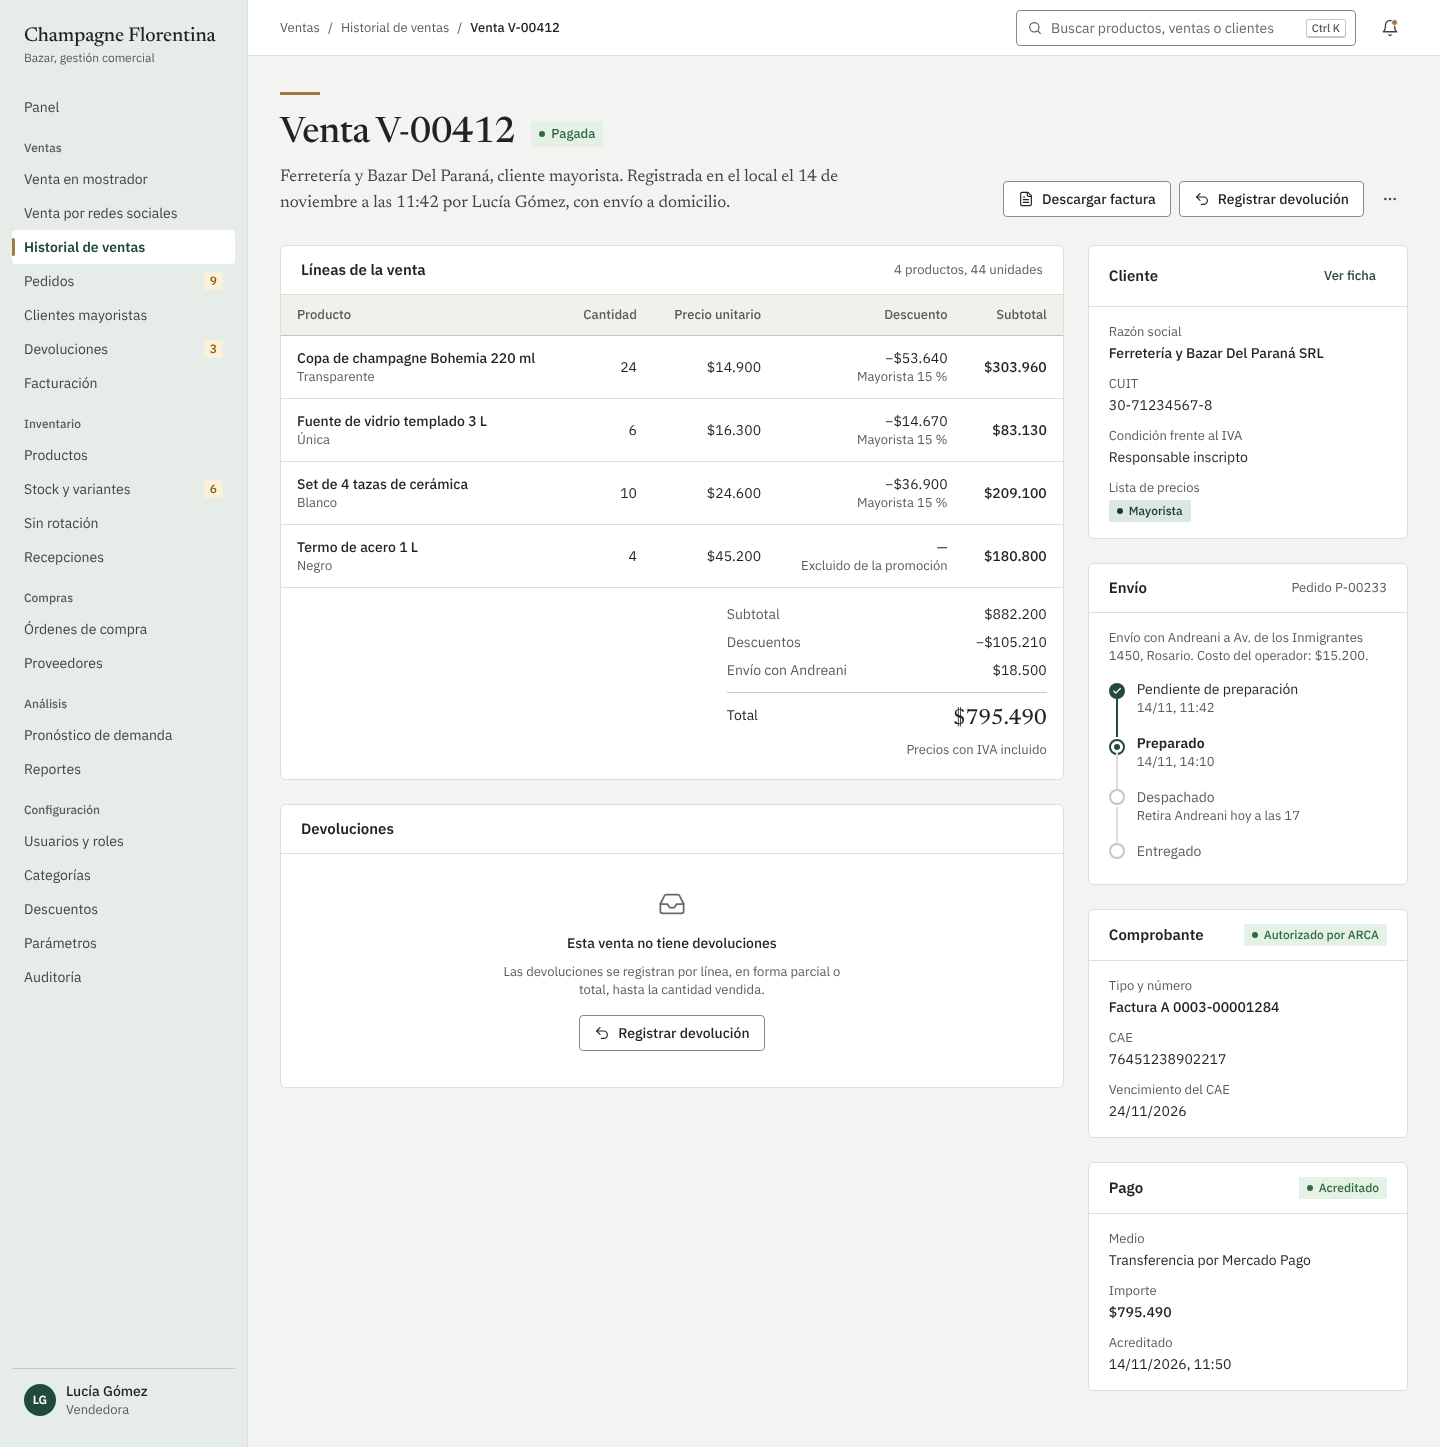 Champagne Florentina
Bazar, gestión comercial
Panel
Ventas
Venta en mostrador
Venta por redes sociales
Historial de ventas
Pedidos 9
Clientes mayoristas
Devoluciones 3
Facturación
Inventario
Productos
Stock y variantes 6
Sin rotación
Recepciones
Compras
Órdenes de compra
Proveedores
Análisis
Pronóstico de demanda
Reportes
Configuración
Usuarios y roles
Categorías
Descuentos
Parámetros
Auditoría
LG
Lucía Gómez
Vendedora
Ventas / Historial de ventas / Venta V-00412
Buscar productos, ventas o clientes Ctrl K
Venta V-00412 Pagada
Ferretería y Bazar Del Paraná, cliente mayorista. Registrada en el local el 14 de
noviembre a las 11:42 por Lucía Gómez, con envío a domicilio.
Descargar factura Registrar devolución
Líneas de la venta 4 productos, 44 unidades
Producto Cantidad Precio unitario Descuento Subtotal
Copa de champagne Bohemia 220 ml
Transparente
24 $14.900
−$53.640
Mayorista 15 %
$303.960
Fuente de vidrio templado 3 L
Única
6 $16.300
−$14.670
Mayorista 15 %
$83.130
Set de 4 tazas de cerámica
Blanco
10 $24.600
−$36.900
Mayorista 15 %
$209.100
Termo de acero 1 L
Negro
4 $45.200
—
Excluido de la promoción
$180.800
Subtotal $882.200
Descuentos −$105.210
Envío con Andreani $18.500
Total $795.490
Precios con IVA incluido
Devoluciones
Esta venta no tiene devoluciones
Las devoluciones se registran por línea, en forma parcial o
total, hasta la cantidad vendida.
Registrar devolución
Cliente Ver ficha
Razón social
Ferretería y Bazar Del Paraná SRL
CUIT
30-71234567-8
Condición frente al IVA
Responsable inscripto
Lista de precios
Mayorista
Envío Pedido P-00233
Envío con Andreani a Av. de los Inmigrantes
1450, Rosario. Costo del operador: $15.200.
Pendiente de preparación
14/11, 11:42
Preparado
14/11, 14:10
Despachado
Retira Andreani hoy a las 17
Entregado
Comprobante Autorizado por ARCA
Tipo y número
Factura A 0003-00001284
CAE
76451238902217
Vencimiento del CAE
24/11/2026
Pago Acreditado
Medio
Transferencia por Mercado Pago
Importe
$795.490
Acreditado
14/11/2026, 11:50